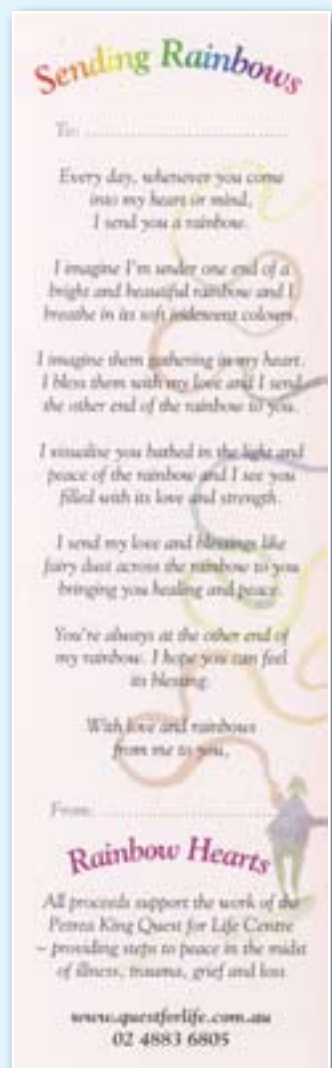 Sending Rainbows
To: ........................................
Every day, whenever you come
into my heart or mind,
I send you a rainbow.
I imagine I'm under one end of a
bright and beautiful rainbow and I
breathe in its soft iridescent colours.
I imagine them gathering in my heart.
I bless them with my love and I send
the other end of the rainbow to you.
I visualise you bathed in the light and
peace of the rainbow and I see you
filled with its love and strength.
I send my love and blessings like
fairy dust across the rainbow to you
bringing you healing and peace.
You're always at the other end of
my rainbow. I hope you can feel
its blessing.
With love and rainbows
from me to you,
From: ........................................
Rainbow Hearts
All proceeds support the work of the
Petrea King Quest for Life Centre
~ providing steps to peace in the midst
of illness, trauma, grief and loss
www.questforlife.com.au
02 4883 6805